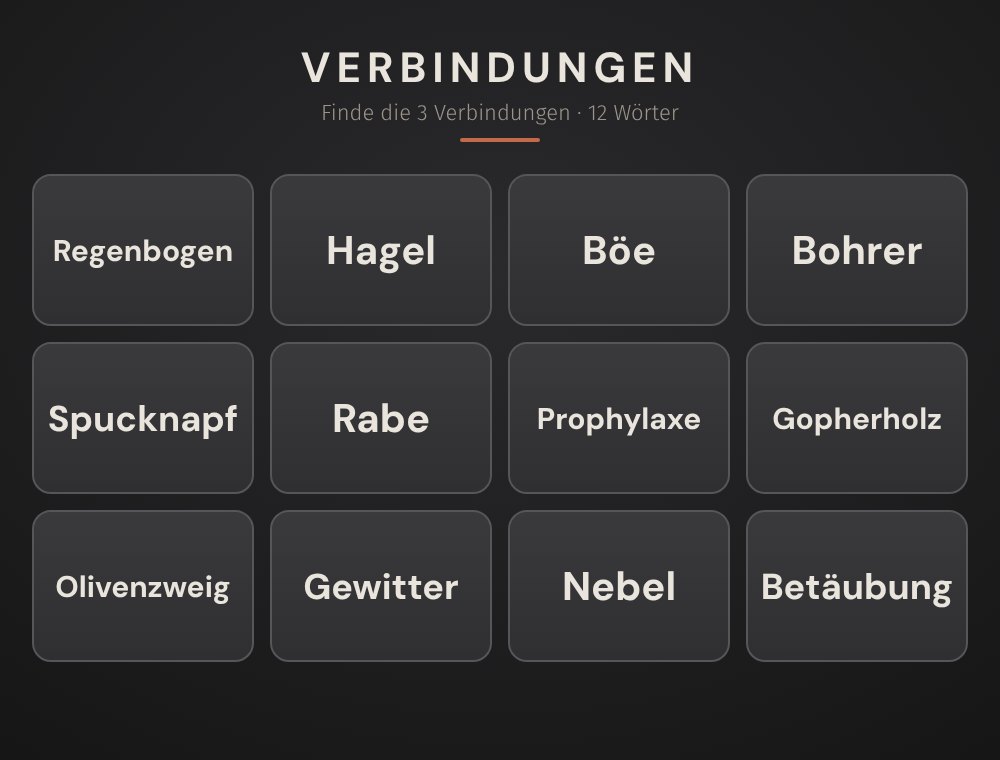 VERBINDUNGEN
Finde die 3 Verbindungen · 12 Wörter
Regenbogen
Hagel
Böe
Bohrer
Spucknapf
Rabe
Prophylaxe
Gopherholz
Olivenzweig
Gewitter
Nebel
Betäubung